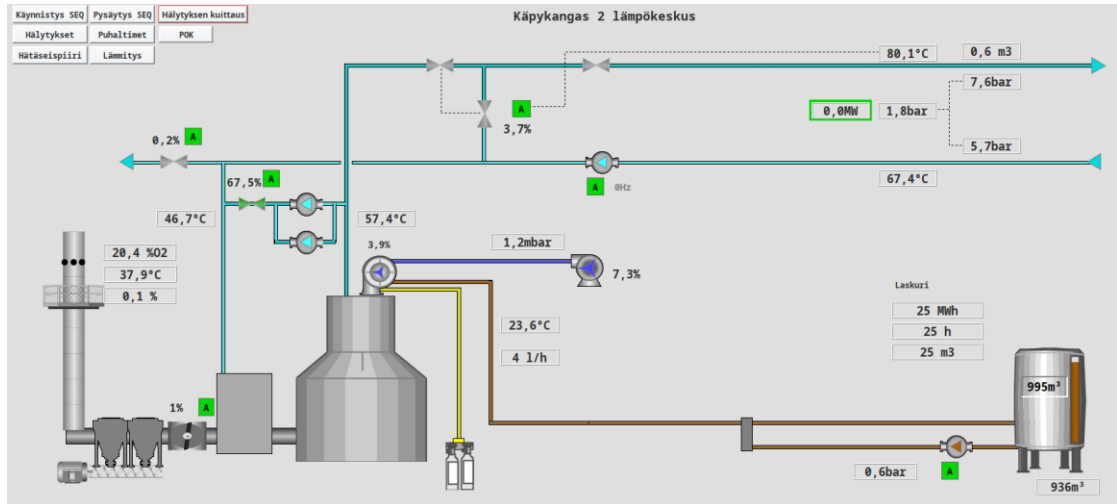 Käynnistys SEQ Pysäytys SEQ Hälytyksen kuittaus
Käpykangas 2 lämpökeskus
Hälytykset Puhaltimet POK
Hätäseispiiri Lämmitys
80,1°C 0,6 m3
7,6bar
A
0,0MW 1,8bar
3,7%
0,2% A
5,7bar
67,5% A
67,4°C
A 0Hz
46,7°C 57,4°C
3,9%
1,2mbar
20,4 %O2
37,9°C
7,3%
0,1 %
Laskuri
25 MWh
23,6°C
25 h
4 l/h
25 m3
995m³
1% A
0,6bar A
936m³